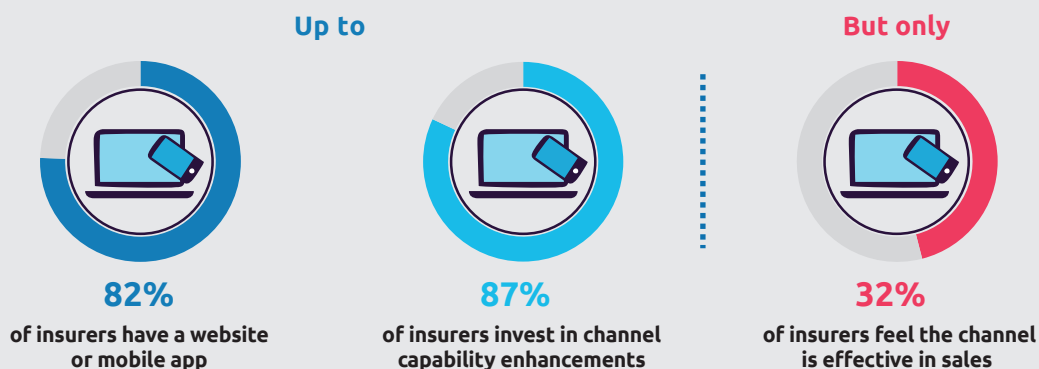 Up to
But only
82%
of insurers have a website
or mobile app
87%
of insurers invest in channel
capability enhancements
32%
of insurers feel the channel
is effective in sales